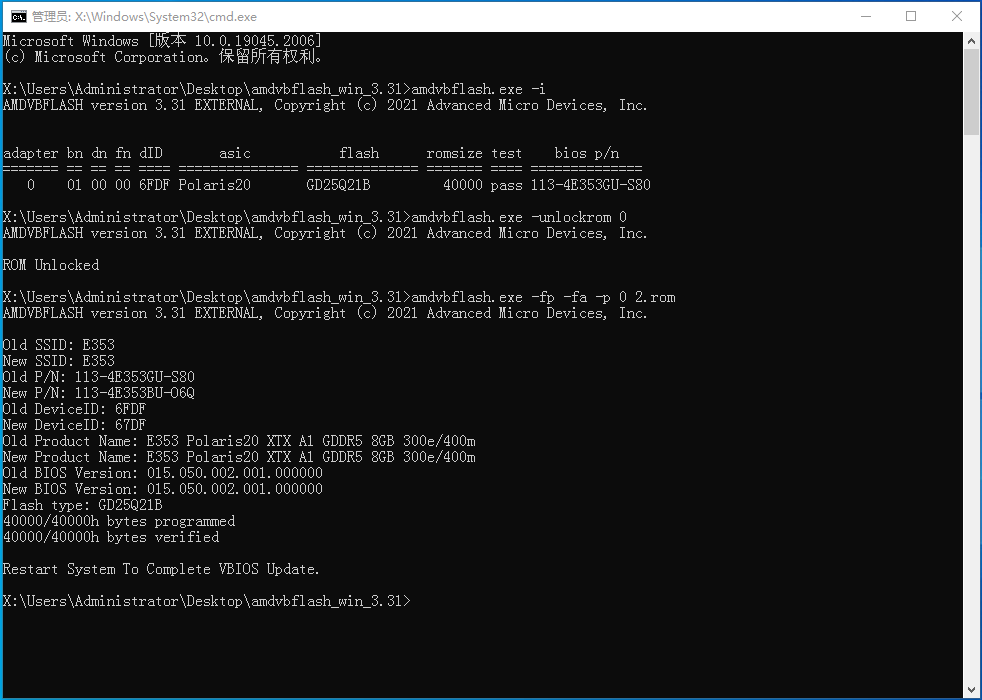 管理员: X:\Windows\System32\cmd.exe
Microsoft Windows [版本 10.0.19045.2006]
(c) Microsoft Corporation。保留所有权利。
X:\Users\Administrator\Desktop\amdvbflash_win_3.31>amdvbflash.exe -i
AMDVBFLASH version 3.31 EXTERNAL, Copyright (c) 2021 Advanced Micro Devices, Inc.
adapter bn dn fn dID       asic           flash      romsize test    bios p/n
======= == == == ==== =============== ============== ======= ==== ==============
   0    01 00 00 6FDF Polaris20       GD25Q21B         40000 pass 113-4E353GU-S80
X:\Users\Administrator\Desktop\amdvbflash_win_3.31>amdvbflash.exe -unlockrom 0
AMDVBFLASH version 3.31 EXTERNAL, Copyright (c) 2021 Advanced Micro Devices, Inc.
ROM Unlocked
X:\Users\Administrator\Desktop\amdvbflash_win_3.31>amdvbflash.exe -fp -fa -p 0 2.rom
AMDVBFLASH version 3.31 EXTERNAL, Copyright (c) 2021 Advanced Micro Devices, Inc.
Old SSID: E353
New SSID: E353
Old P/N: 113-4E353GU-S80
New P/N: 113-4E353BU-O6Q
Old DeviceID: 6FDF
New DeviceID: 67DF
Old Product Name: E353 Polaris20 XTX A1 GDDR5 8GB 300e/400m
New Product Name: E353 Polaris20 XTX A1 GDDR5 8GB 300e/400m
Old BIOS Version: 015.050.002.001.000000
New BIOS Version: 015.050.002.001.000000
Flash type: GD25Q21B
40000/40000h bytes programmed
40000/40000h bytes verified
Restart System To Complete VBIOS Update.
X:\Users\Administrator\Desktop\amdvbflash_win_3.31>